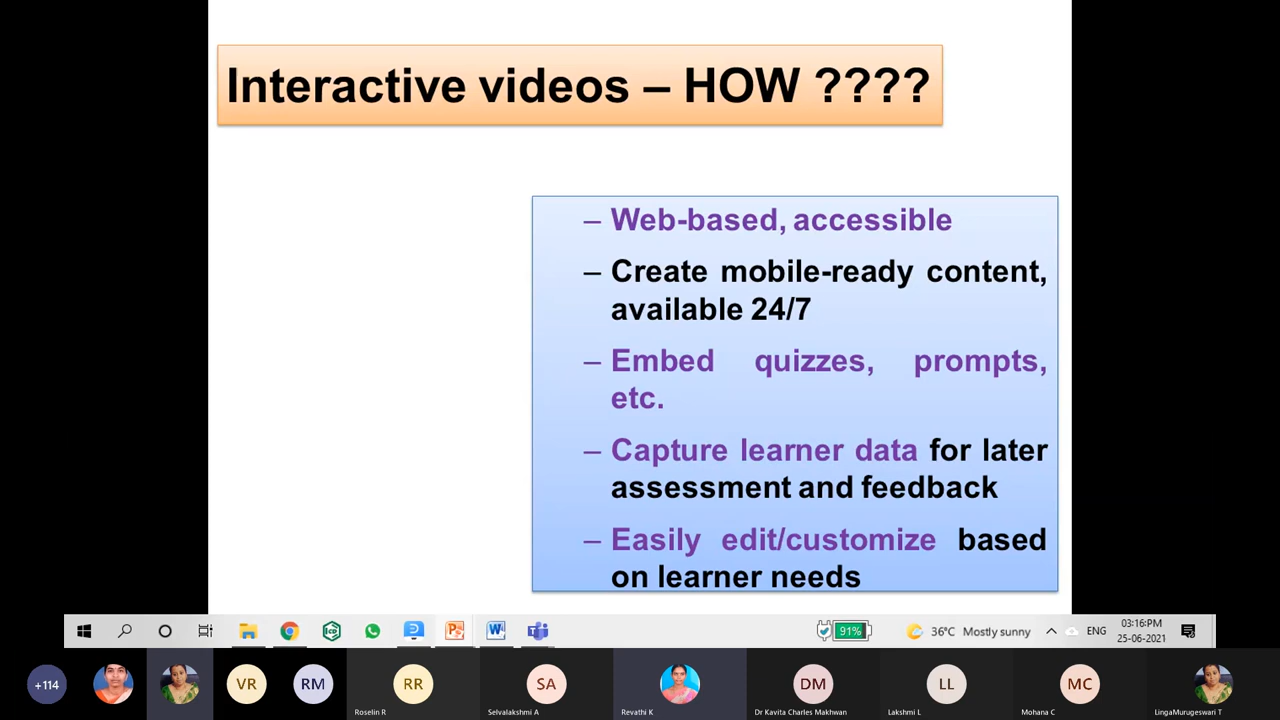 Interactive videos – HOW ????
– Web-based, accessible
– Create mobile-ready content,
available 24/7
– Embed quizzes, prompts,
etc.
– Capture learner data for later
assessment and feedback
– Easily edit/customize based
on learner needs
91%
36°C Mostly sunny
ENG
03:16 PM
25-06-2021
+114
VR
RM
RR
Roselin R
SA
Selvalakshmi A
Revathi K
DM
Dr Kavita Charles Makhwan
LL
Lakshmi L
MC
Mohana C
LingaMurugeswari T